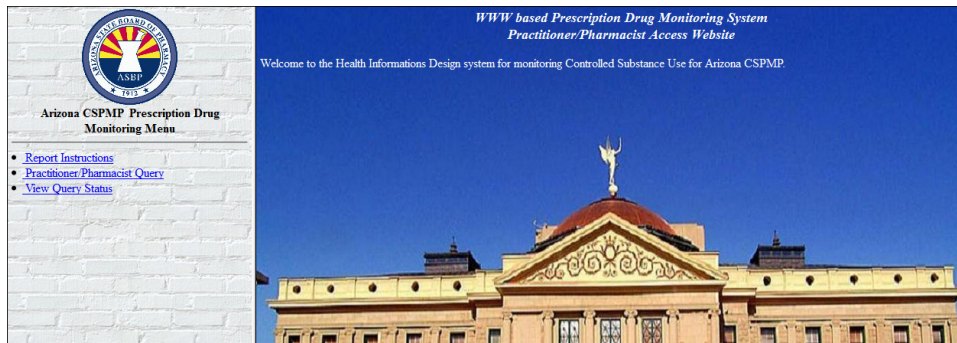 ARIZONA STATE BOARD OF PHARMACY
ASBP
1912
Arizona CSPMP Prescription Drug
Monitoring Menu
Report Instructions
Practitioner/Pharmacist Query
View Query Status
WWW based Prescription Drug Monitoring System
Practitioner/Pharmacist Access Website
Welcome to the Health Informations Design system for monitoring Controlled Substance Use for Arizona CSPMP.